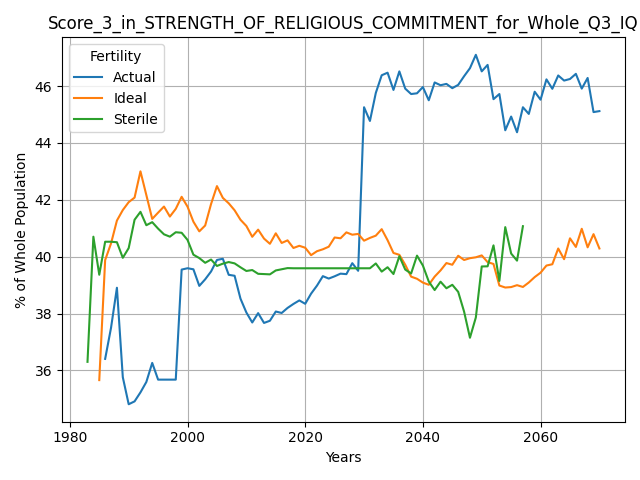 Score_3_in_STRENGTH_OF_RELIGIOUS_COMMITMENT_for_Whole_Q3_IQ
Fertility
Actual
Ideal
Sterile
% of Whole Population
46
44
42
40
38
36
1980
2000
2020
2040
2060
Years